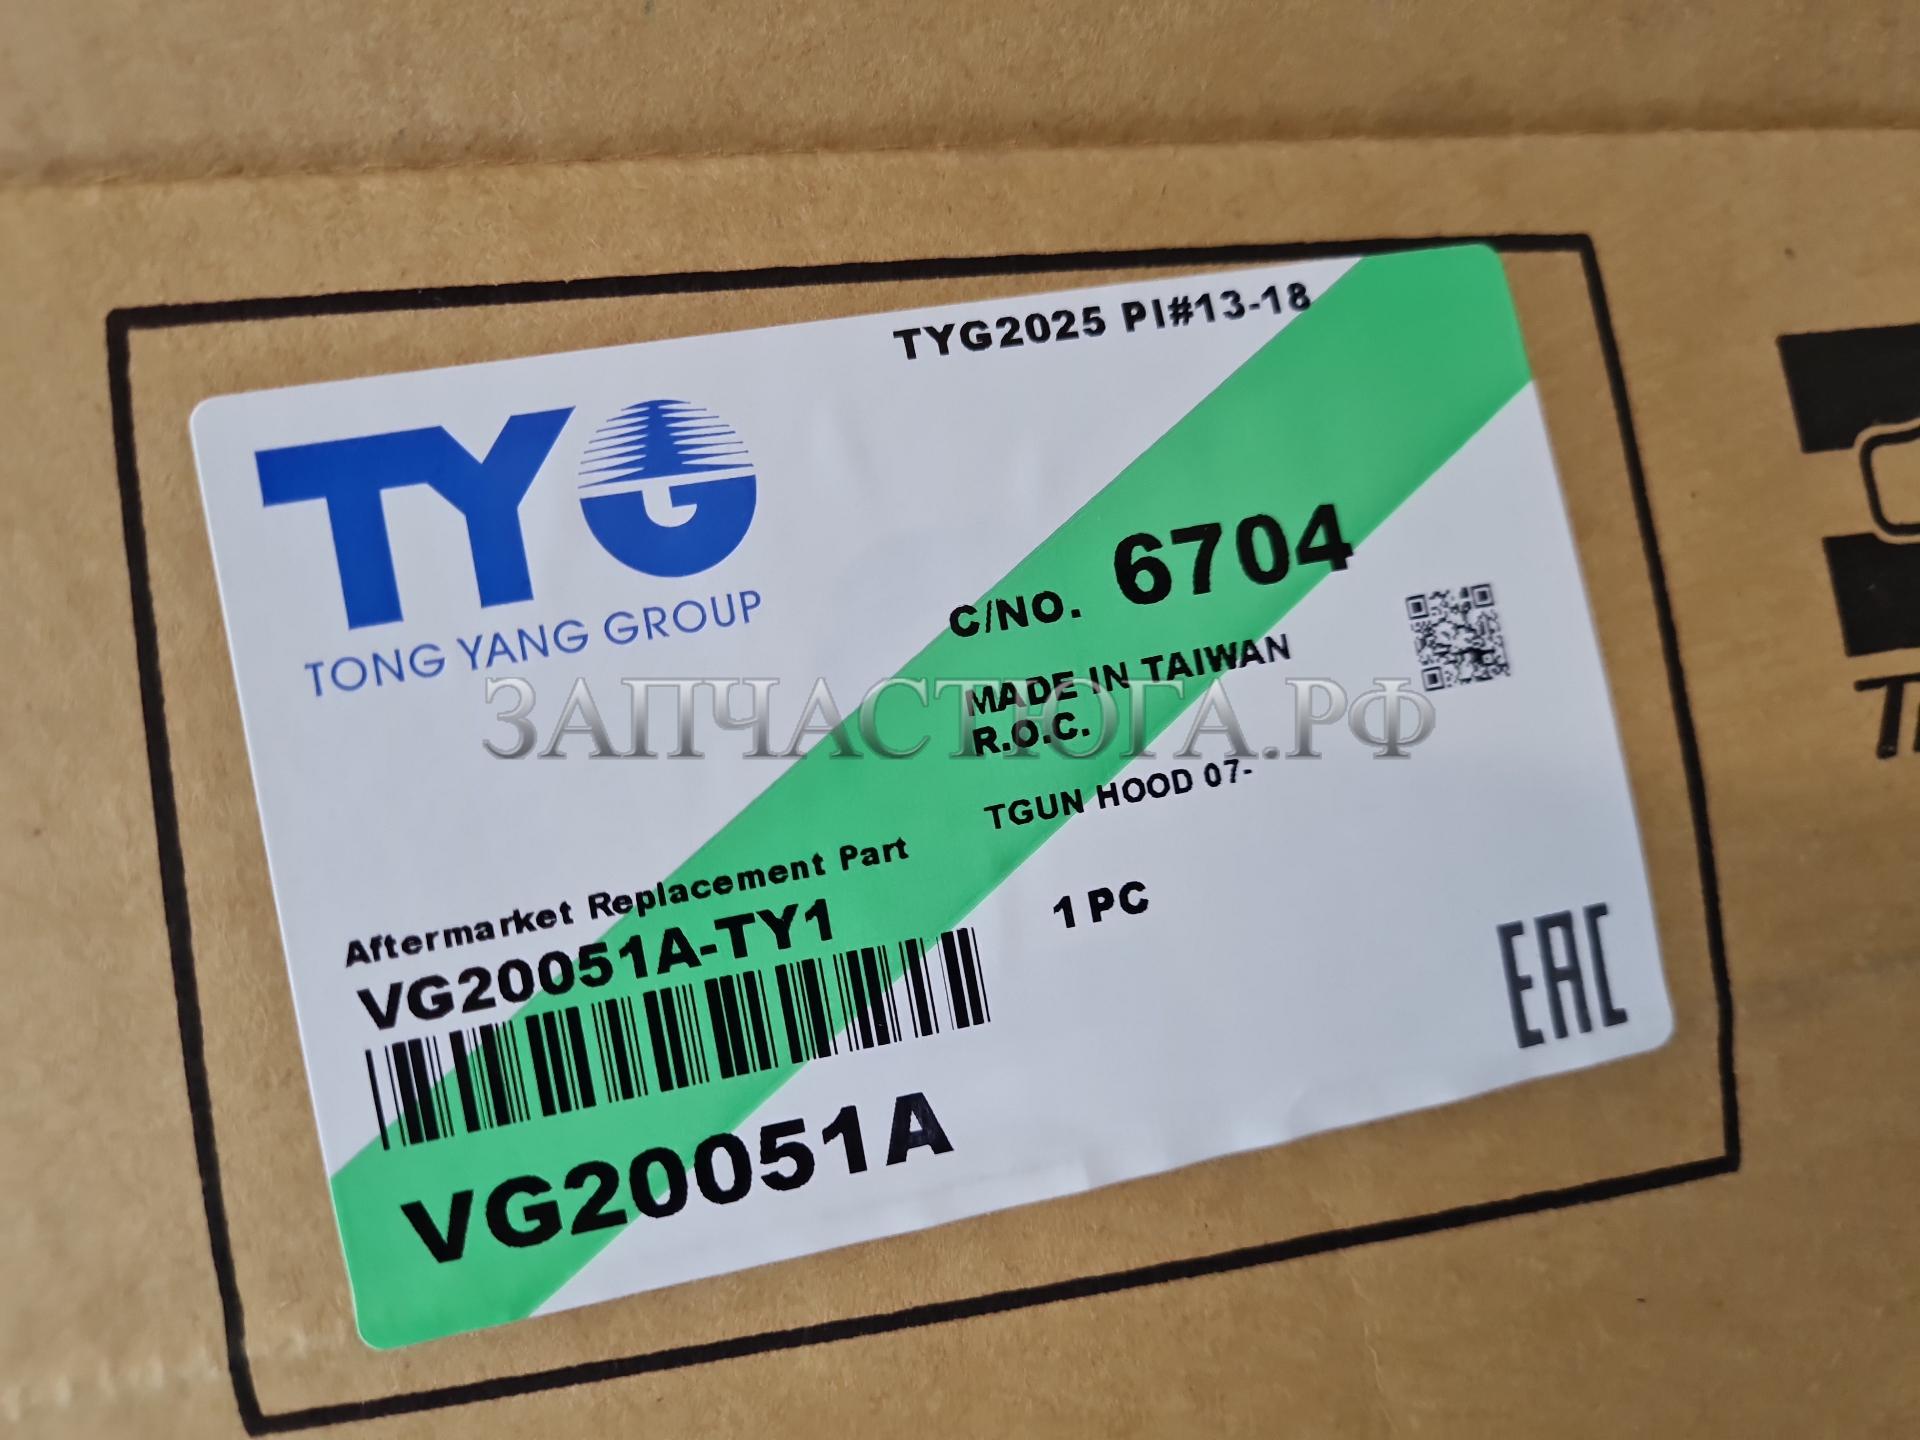 TYG2025 PI#13-18
TYG
TONG YANG GROUP
C/NO. 6704
MADE IN TAIWAN
R.O.C.
ЗАПЧАСТЮГА.РФ
TGUN HOOD 07-
Aftermarket Replacement Part
VG20051A-TY1
1 PC
VG20051A
EAC